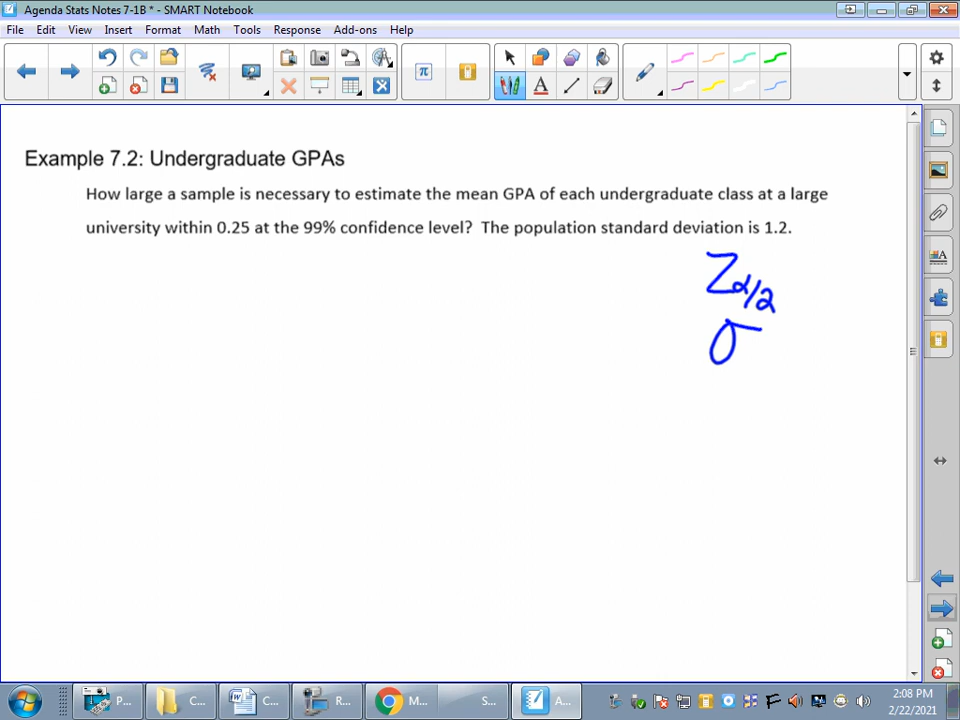 Agenda Stats Notes 7-1B * - SMART Notebook
File Edit View Insert Format Math Tools Response Add-ons Help
π
A
Example 7.2: Undergraduate GPAs
How large a sample is necessary to estimate the mean GPA of each undergraduate class at a large
university within 0.25 at the 99% confidence level? The population standard deviation is 1.2.
Zα/2
σ
P... C... C... R... M... S... A...
2:08 PM
2/22/2021